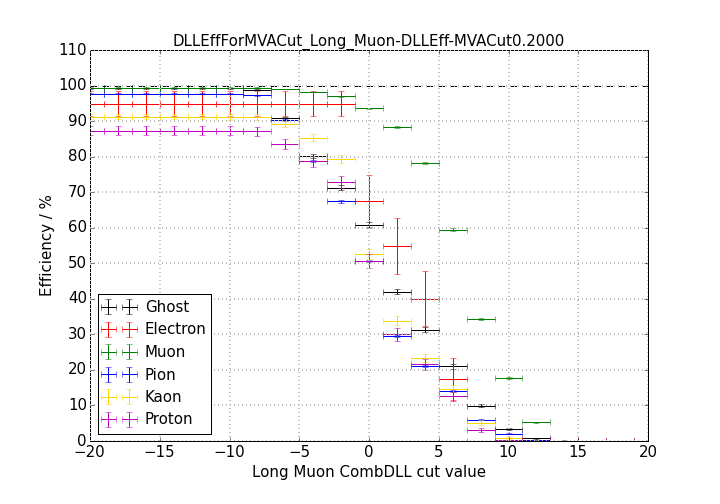 DLLEffForMVACut_Long_Muon-DLLEff-MVACut0.2000
110
100
90
80
70
60
50
40
30
20
10
0
Efficiency / %
Ghost
Electron
Muon
Pion
Kaon
Proton
−20 −15 −10 −5 0 5 10 15 20
Long Muon CombDLL cut value